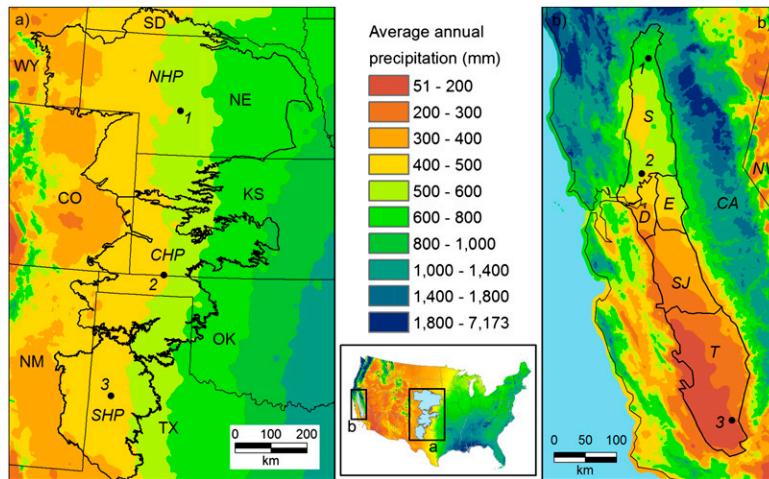 a)
SD
WY
NHP
NE
1
CO
KS
CHP
2
OK
NM
3
SHP
TX
0 100 200
km
Average annual
precipitation (mm)
51 - 200
200 - 300
300 - 400
400 - 500
500 - 600
600 - 800
800 - 1,000
1,000 - 1,400
1,400 - 1,800
1,800 - 7,173
b
a
b)
b
1
S
2
NV
D
E
CA
SJ
T
3
0 50 100
km